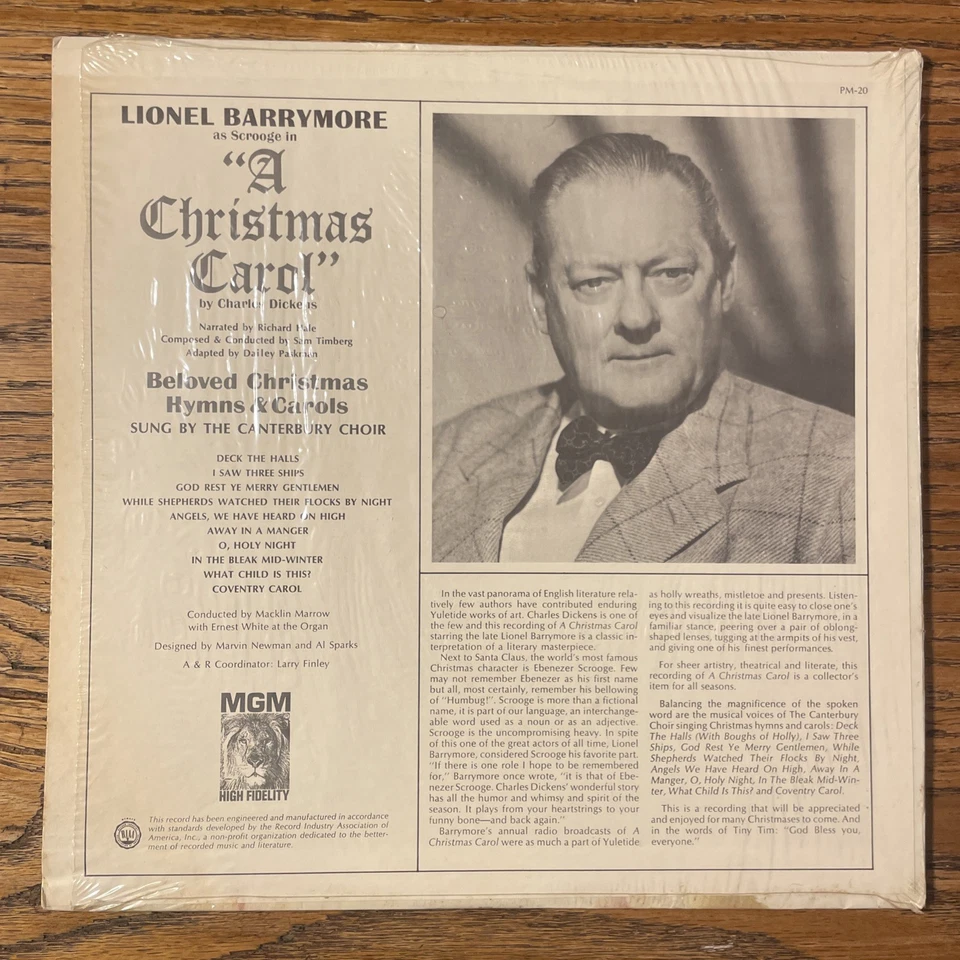 PM-20
LIONEL BARRYMORE
as Scrooge in
“A
Christmas
Carol”
by Charles Dickens
Narrated by Richard Hale
Composed & Conducted by Sam Timberg
Adapted by Dailey Paskman
Beloved Christmas
Hymns & Carols
SUNG BY THE CANTERBURY CHOIR
DECK THE HALLS
I SAW THREE SHIPS
GOD REST YE MERRY GENTLEMEN
WHILE SHEPHERDS WATCHED THEIR FLOCKS BY NIGHT
ANGELS, WE HAVE HEARD ON HIGH
AWAY IN A MANGER
O, HOLY NIGHT
IN THE BLEAK MID-WINTER
WHAT CHILD IS THIS?
COVENTRY CAROL
Conducted by Macklin Marrow
with Ernest White at the Organ
Designed by Marvin Newman and Al Sparks
A & R Coordinator: Larry Finley
MGM
HIGH FIDELITY
This record has been engineered and manufactured in accordance
with standards developed by the Record Industry Association of
America, Inc., a non-profit organization dedicated to the better-
ment of recorded music and literature.
In the vast panorama of English literature rela-
tively few authors have contributed enduring
Yuletide works of art. Charles Dickens is one of
the few and this recording of A Christmas Carol
starring the late Lionel Barrymore is a classic in-
terpretation of a literary masterpiece.
Next to Santa Claus, the world's most famous
Christmas character is Ebenezer Scrooge. Few
may not remember Ebenezer as his first name
but all, most certainly, remember his bellowing
of "Humbug!". Scrooge is more than a fictional
name, it is part of our language, an interchange-
able word used as a noun or as an adjective.
Scrooge is the uncompromising heavy. In spite
of this one of the great actors of all time, Lionel
Barrymore, considered Scrooge his favorite part.
"If there is one role I hope to be remembered
for," Barrymore once wrote, "it is that of Ebe-
nezer Scrooge. Charles Dickens' wonderful story
has all the humor and whimsy and spirit of the
season. It plays from your heartstrings to your
funny bone—and back again."
Barrymore's annual radio broadcasts of A
Christmas Carol were as much a part of Yuletide
as holly wreaths, mistletoe and presents. Listen-
ing to this recording it is quite easy to close one's
eyes and visualize the late Lionel Barrymore, in a
familiar stance, peering over a pair of oblong-
shaped lenses, tugging at the armpits of his vest,
and giving one of his finest performances.
For sheer artistry, theatrical and literate, this
recording of A Christmas Carol is a collector's
item for all seasons.
Balancing the magnificence of the spoken
word are the musical voices of The Canterbury
Choir singing Christmas hymns and carols: Deck
The Halls (With Boughs of Holly), I Saw Three
Ships, God Rest Ye Merry Gentlemen, While
Shepherds Watched Their Flocks By Night,
Angels We Have Heard On High, Away In A
Manger, O, Holy Night, In The Bleak Mid-Win-
ter, What Child Is This? and Coventry Carol.
This is a recording that will be appreciated
and enjoyed for many Christmases to come. And
in the words of Tiny Tim: "God Bless you,
everyone."